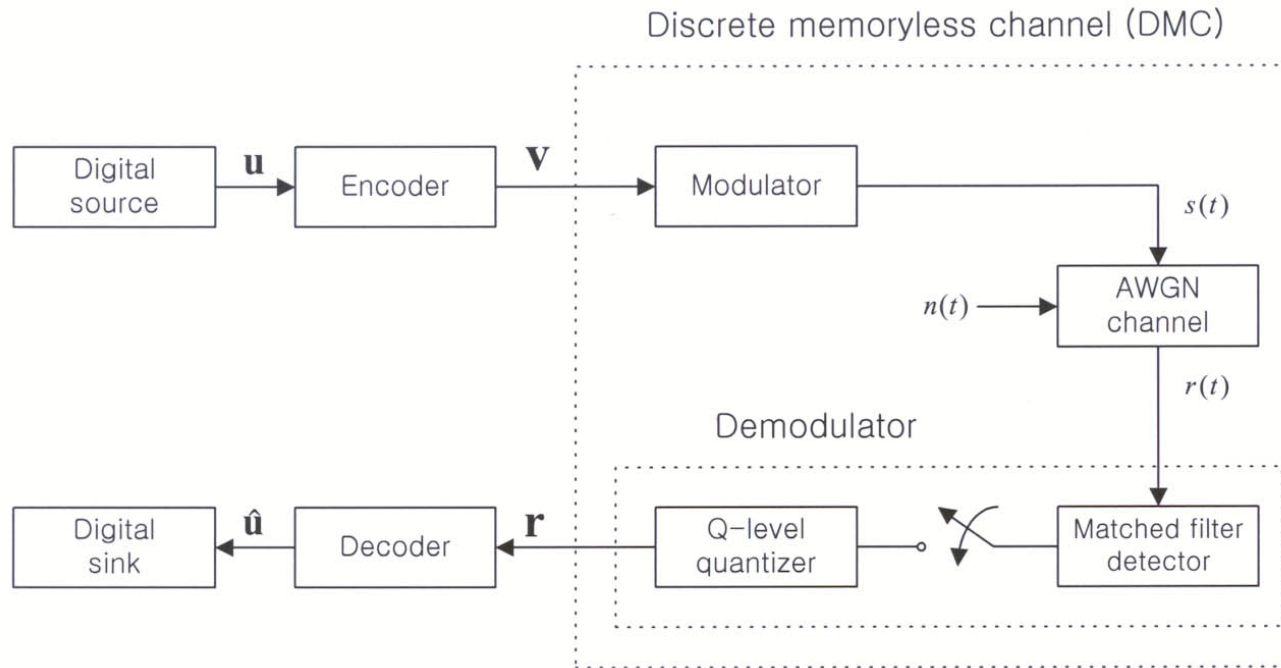 Discrete memoryless channel (DMC)
Digital
source
u
Encoder
v
Modulator
s(t)
AWGN
channel
n(t)
r(t)
Demodulator
Digital
sink
û
Decoder
r
Q-level
quantizer
Matched filter
detector